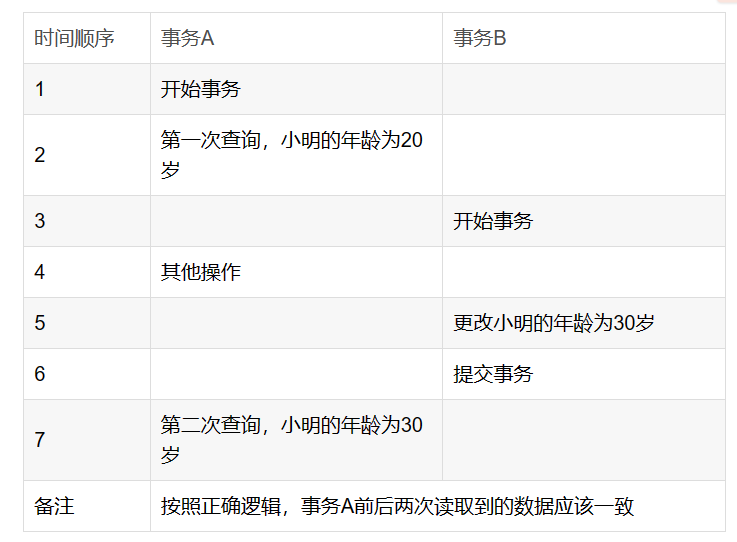 时间顺序 事务A 事务B
1 开始事务
2 第一次查询，小明的年龄为20
岁
3 开始事务
4 其他操作
5 更改小明的年龄为30岁
6 提交事务
7 第二次查询，小明的年龄为30
岁
备注 按照正确逻辑，事务A前后两次读取到的数据应该一致